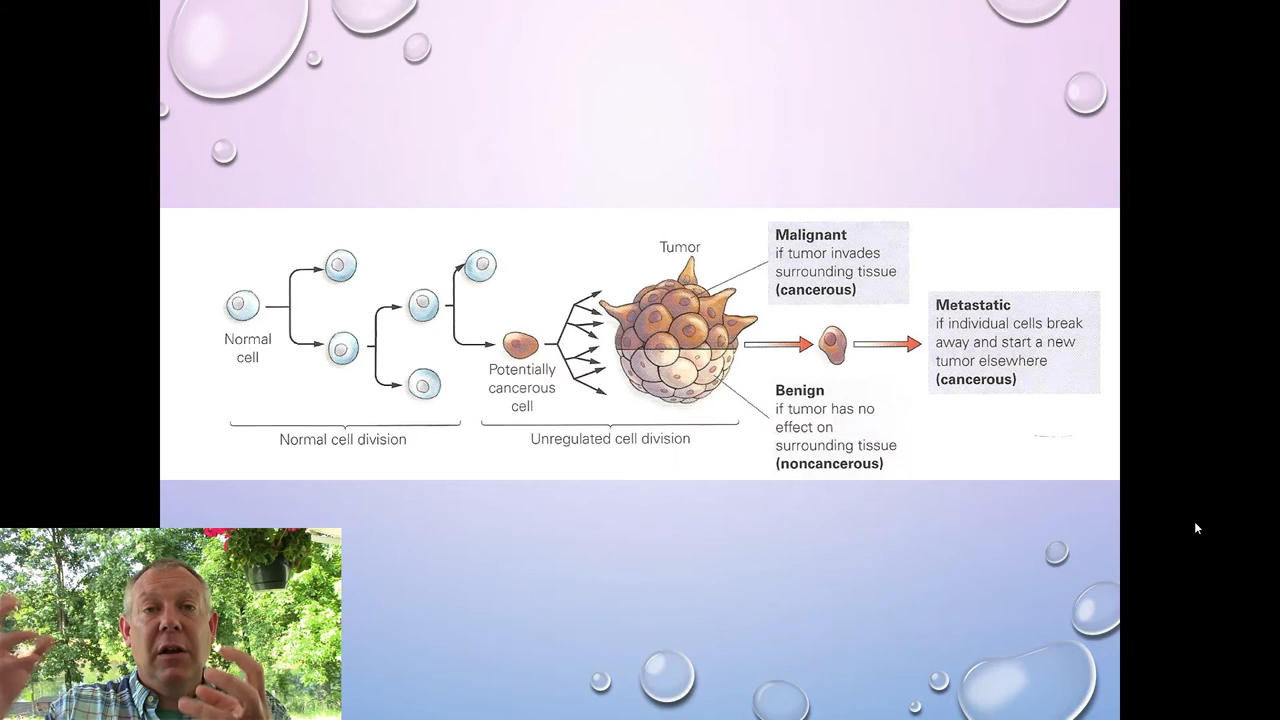 Tumor
Malignant
if tumor invades
surrounding tissue
(cancerous)
Normal
cell
Potentially
cancerous
cell
Metastatic
if individual cells break
away and start a new
tumor elsewhere
(cancerous)
Benign
if tumor has no
effect on
surrounding tissue
(noncancerous)
Normal cell division
Unregulated cell division